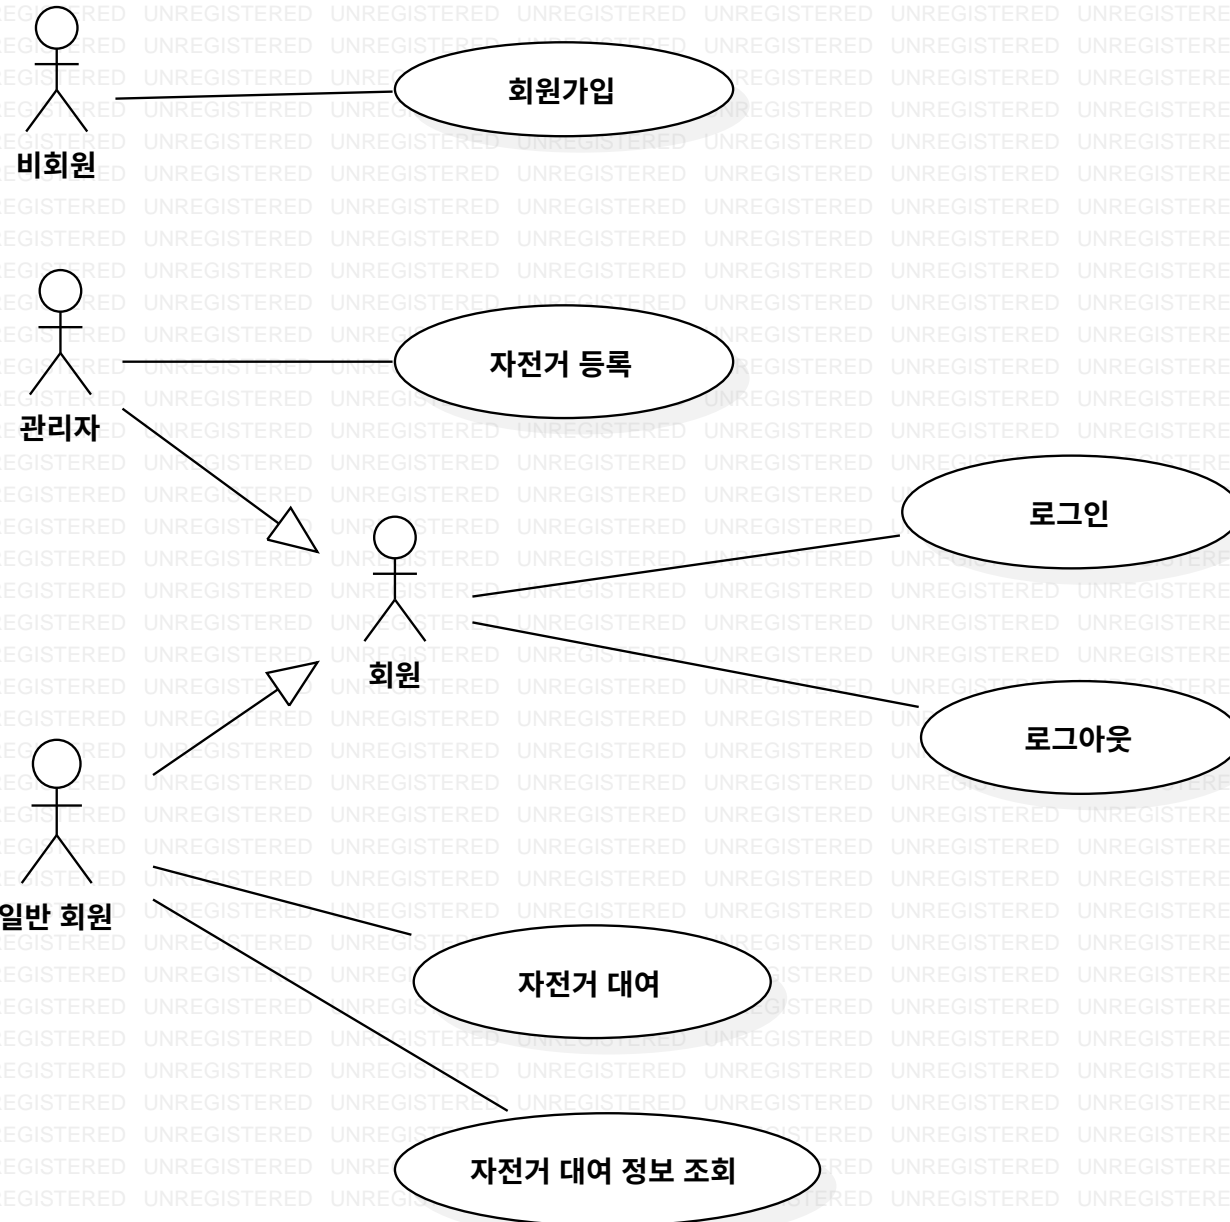 회원가입
비회원
자전거 등록
관리자
로그인
회원
로그아웃
일반 회원
자전거 대여
자전거 대여 정보 조회
UNREGISTERED